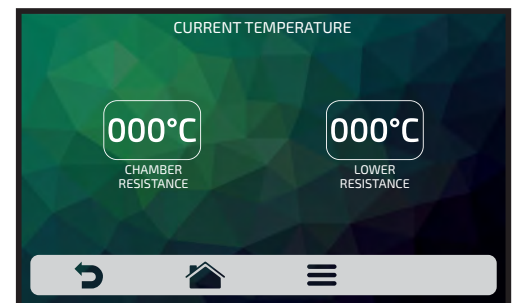 CURRENT TEMPERATURE
000°C
CHAMBER
RESISTANCE
000°C
LOWER
RESISTANCE